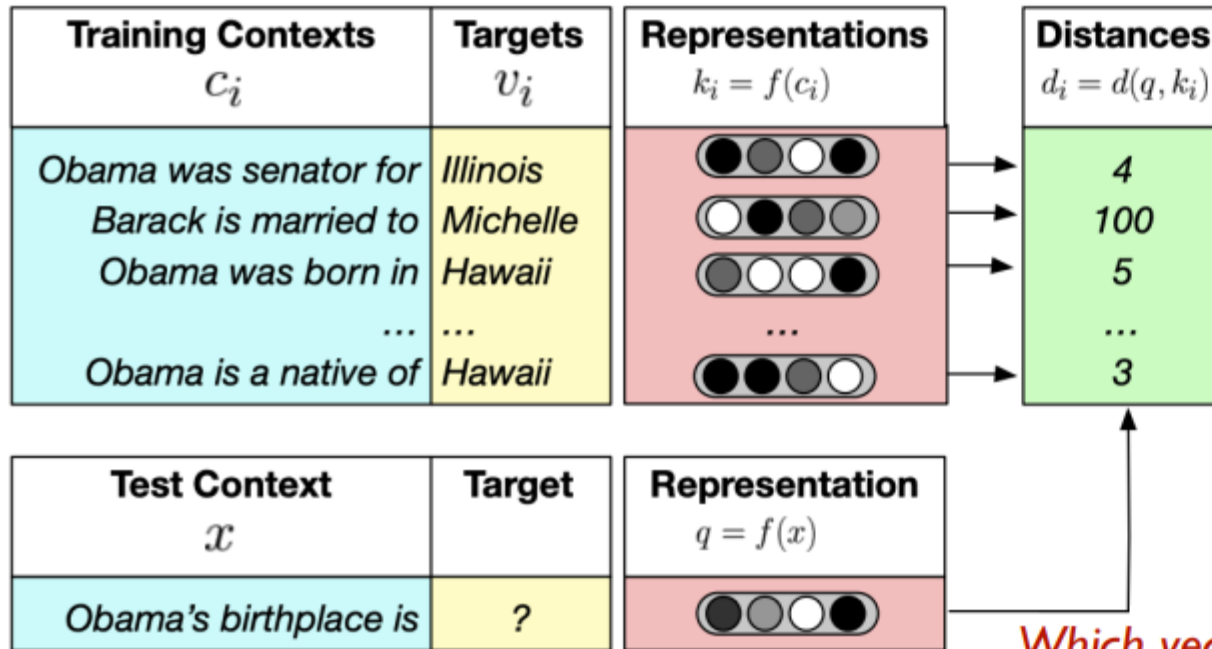 Training Contexts Targets Representations Distances
c_i v_i k_i = f(c_i) d_i = d(q, k_i)
Obama was senator for Illinois 4
Barack is married to Michelle 100
Obama was born in Hawaii 5
... ... ... ...
Obama is a native of Hawaii 3
Test Context Target Representation
x q = f(x)
Obama's birthplace is ?
Which